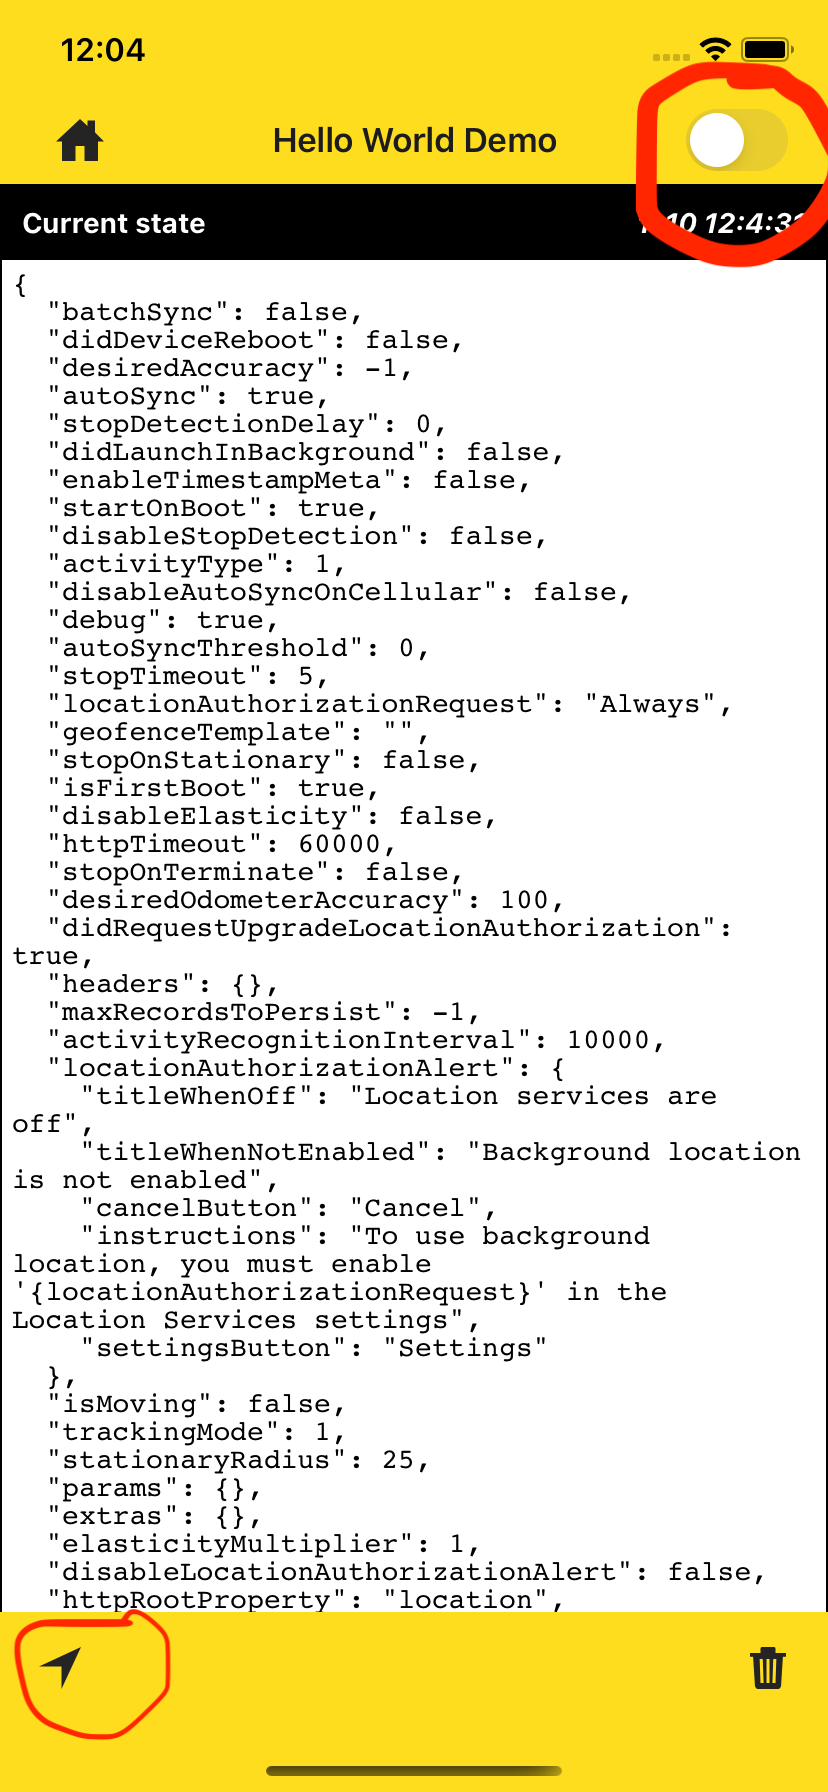 12:04
Hello World Demo
Current state
10 12:4:3
{
"batchSync": false,
"didDeviceReboot": false,
"desiredAccuracy": -1,
"autoSync": true,
"stopDetectionDelay": 0,
"didLaunchInBackground": false,
"enableTimestampMeta": false,
"startOnBoot": true,
"disableStopDetection": false,
"activityType": 1,
"disableAutoSyncOnCellular": false,
"debug": true,
"autoSyncThreshold": 0,
"stopTimeout": 5,
"locationAuthorizationRequest": "Always",
"geofenceTemplate": "",
"stopOnStationary": false,
"isFirstBoot": true,
"disableElasticity": false,
"httpTimeout": 60000,
"stopOnTerminate": false,
"desiredOdometerAccuracy": 100,
"didRequestUpgradeLocationAuthorization":
true,
"headers": {},
"maxRecordsToPersist": -1,
"activityRecognitionInterval": 10000,
"locationAuthorizationAlert": {
"titleWhenOff": "Location services are
off",
"titleWhenNotEnabled": "Background location
is not enabled",
"cancelButton": "Cancel",
"instructions": "To use background
location, you must enable
'{locationAuthorizationRequest}' in the
Location Services settings",
"settingsButton": "Settings"
},
"isMoving": false,
"trackingMode": 1,
"stationaryRadius": 25,
"params": {},
"extras": {},
"elasticityMultiplier": 1,
"disableLocationAuthorizationAlert": false,
"httpRootProperty": "location",